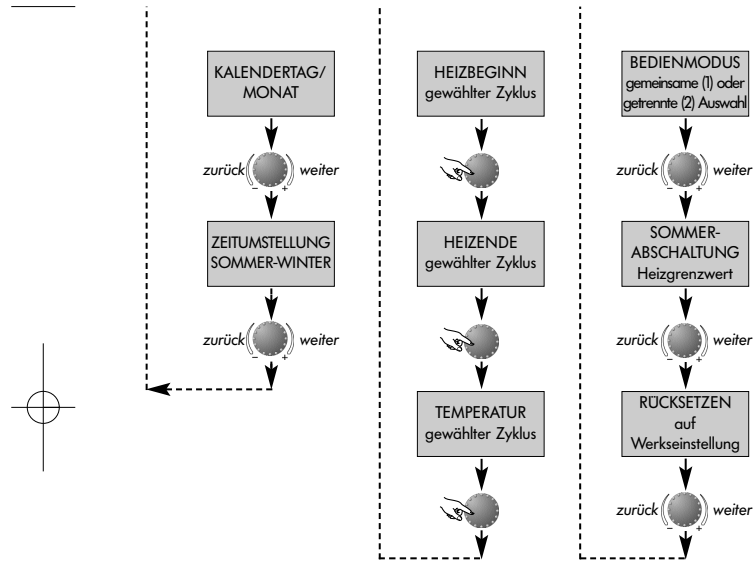 KALENDERTAG/
MONAT
zurück
weiter
− +
ZEITUMSTELLUNG
SOMMER-WINTER
zurück
weiter
− +
HEIZBEGINN
gewählter Zyklus
HEIZENDE
gewählter Zyklus
TEMPERATUR
gewählter Zyklus
BEDIENMODUS
gemeinsame (1) oder
getrennte (2) Auswahl
zurück
weiter
− +
SOMMER-
ABSCHALTUNG
Heizgrenzwert
zurück
weiter
− +
RÜCKSETZEN
auf
Werkseinstellung
zurück
weiter
− +